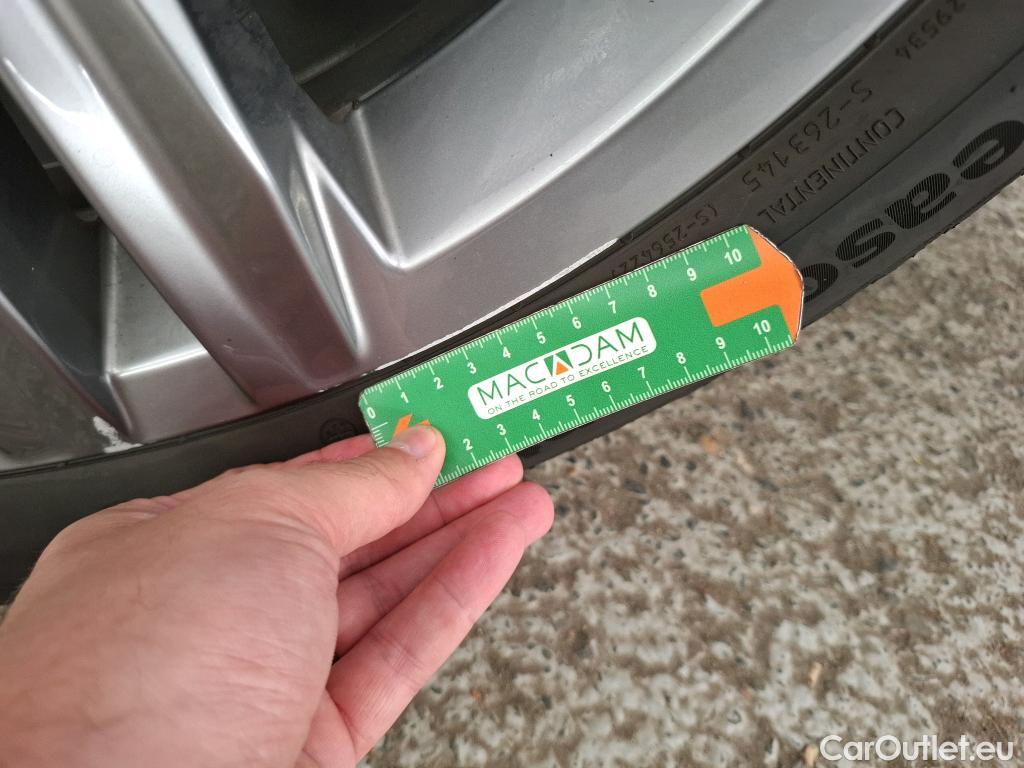 29534
S-263145
CONTINENTAL
(S-256422
0 1 2 3 4 5 6 7 8 9 10
MACADAM
ON THE ROAD TO EXCELLENCE
2 3 4 5 6 7 8 9 10
CarOutlet.eu